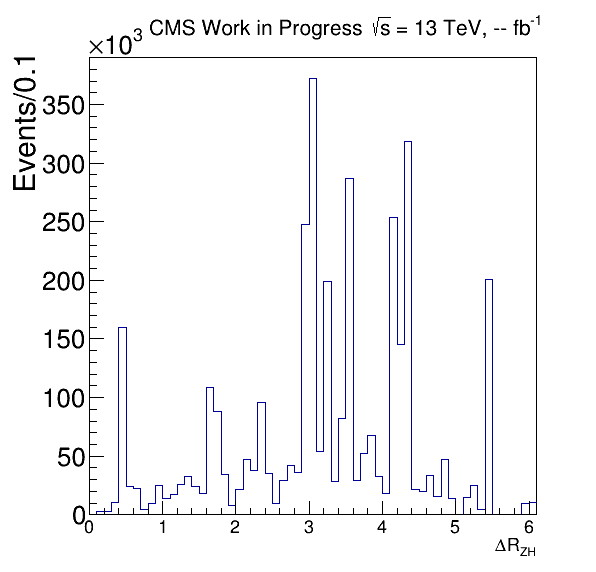 ×10³ CMS Work in Progress √s = 13 TeV, -- fb⁻¹
Events/0.1
350
300
250
200
150
100
50
0
0 1 2 3 4 5 6
ΔR_ZH